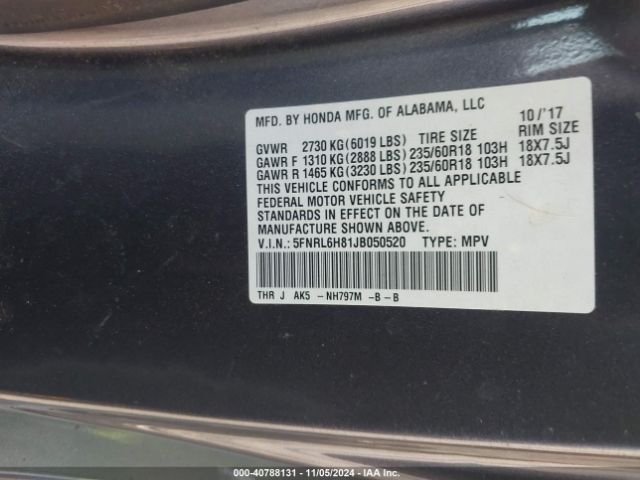 MFD. BY HONDA MFG. OF ALABAMA, LLC 10/'17
GVWR 2730 KG(6019 LBS) TIRE SIZE RIM SIZE
GAWR F 1310 KG(2888 LBS) 235/60R18 103H 18X7.5J
GAWR R 1465 KG(3230 LBS) 235/60R18 103H 18X7.5J
THIS VEHICLE CONFORMS TO ALL APPLICABLE
FEDERAL MOTOR VEHICLE SAFETY
STANDARDS IN EFFECT ON THE DATE OF
MANUFACTURE SHOWN ABOVE.
V.I.N.: 5FNRL6H81JB050520 TYPE: MPV
THR J AK5 - NH797M - B - B
000-40788131 - 11/05/2024 - IAA Inc.